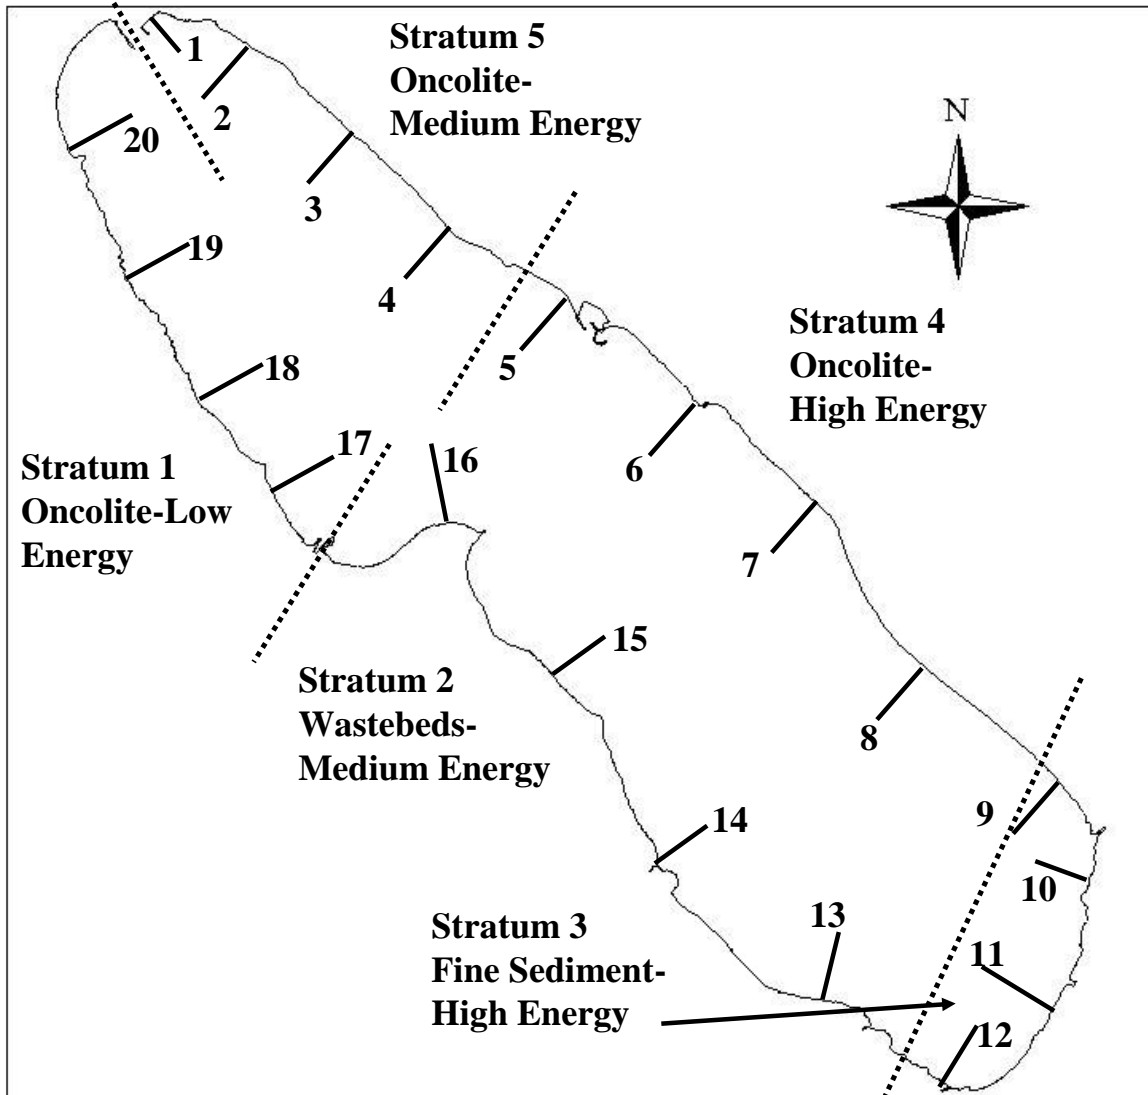 1
Stratum 5
Oncolite-
Medium Energy
2
20
N
3
19
4
Stratum 4
Oncolite-
High Energy
5
18
17
16
6
Stratum 1
Oncolite-Low
Energy
7
15
Stratum 2
Wastebeds-
Medium Energy
8
14
9
10
13
Stratum 3
Fine Sediment-
High Energy
11
12